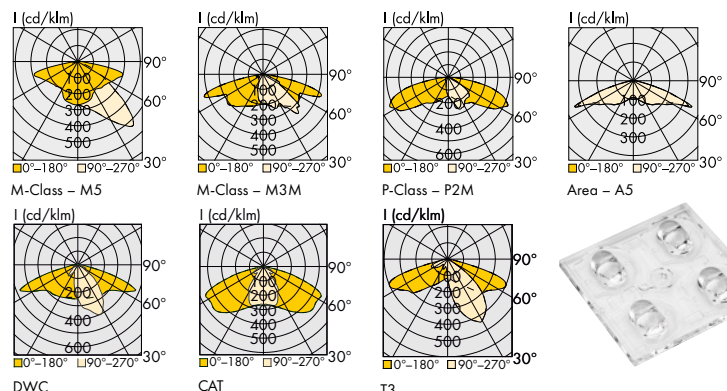 I (cd/klm) I (cd/klm) I (cd/klm) I (cd/klm)
90° 90° 90° 90°
100 100 100
200 60° 200 60° 200 60° 200 60°
300 300 300
400 400 400
500 500 600
30° 30° 30° 30°
0°–180° 90°–270° 0°–180° 90°–270° 0°–180° 90°–270° 0°–180° 90°–270°
M-Class – M5 M-Class – M3M P-Class – P2M Area – A5
I (cd/klm) I (cd/klm) I (cd/klm)
90° 90° 90°
100 100
200 60° 200 60° 200 60°
300 300
400 400 400
600 500 500
30° 30° 30°
0°–180° 90°–270° 0°–180° 90°–270° 0°–180° 90°–270°
DWC CAT T3